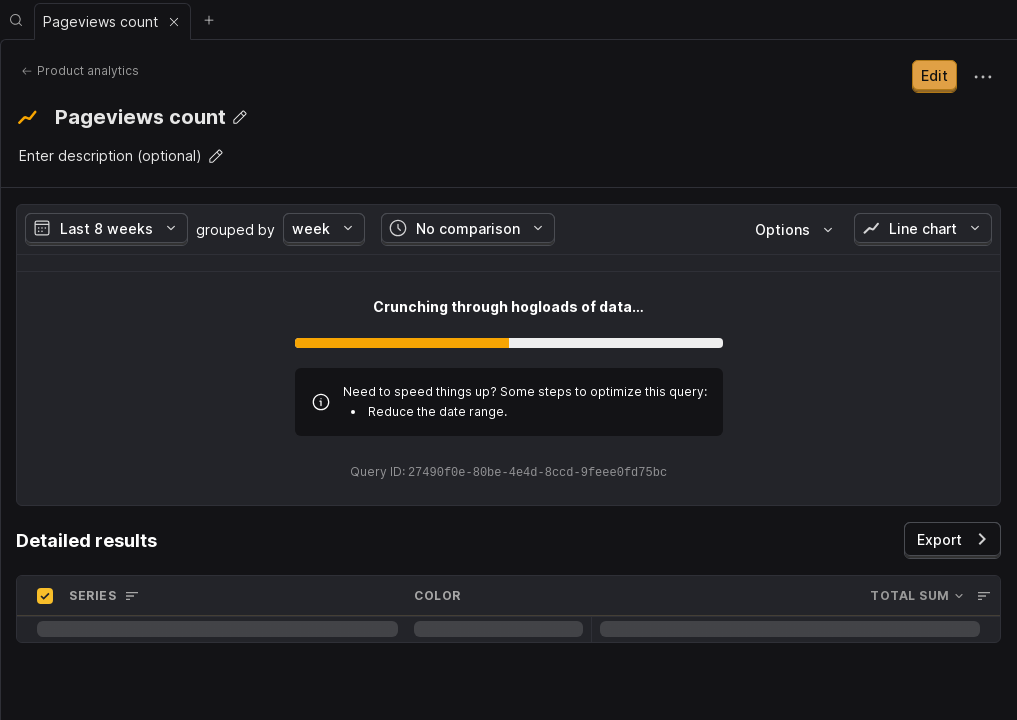 Pageviews count
Product analytics
Edit
Pageviews count
Enter description (optional)
Last 8 weeks grouped by week No comparison Options Line chart
Crunching through hogloads of data...
Need to speed things up? Some steps to optimize this query:
• Reduce the date range.
Query ID: 27490f0e-80be-4e4d-8ccd-9feee0fd75bc
Detailed results
Export
SERIES COLOR TOTAL SUM